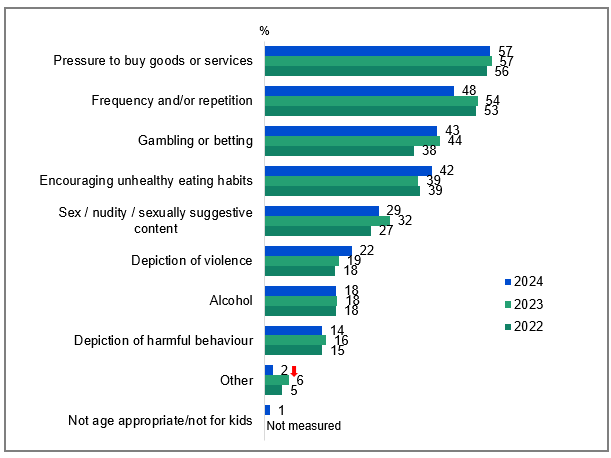 %
Pressure to buy goods or services
57
57
56
Frequency and/or repetition
48
54
53
Gambling or betting
43
44
38
Encouraging unhealthy eating habits
42
39
39
Sex / nudity / sexually suggestive
content
29
32
27
Depiction of violence
22
19
18
Alcohol
18
18
18
Depiction of harmful behaviour
14
16
15
Other
2
6
5
Not age appropriate/not for kids
1
Not measured
2024
2023
2022